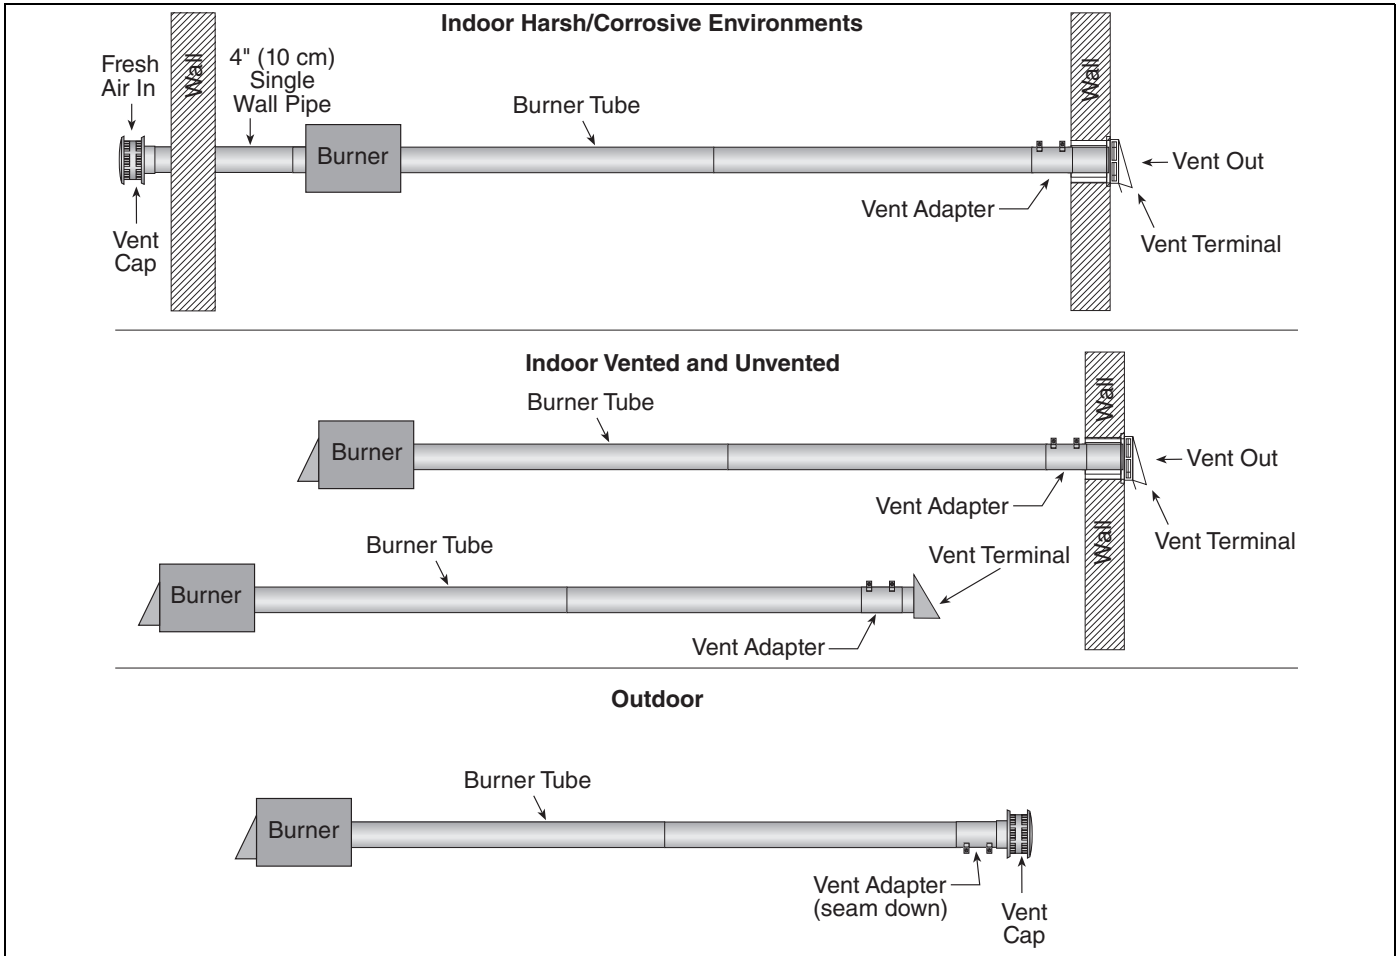 Indoor Harsh/Corrosive Environments
Fresh
Air In
Wall
4" (10 cm)
Single
Wall Pipe
Burner Tube
Wall
Burner
Vent Out
Vent Adapter
Vent
Cap
Vent Terminal
Indoor Vented and Unvented
Burner Tube
Wall
Burner
Vent Out
Vent Adapter
Wall
Vent Terminal
Burner Tube
Vent Terminal
Burner
Vent Adapter
Outdoor
Burner Tube
Burner
Vent Adapter
(seam down)
Vent
Cap